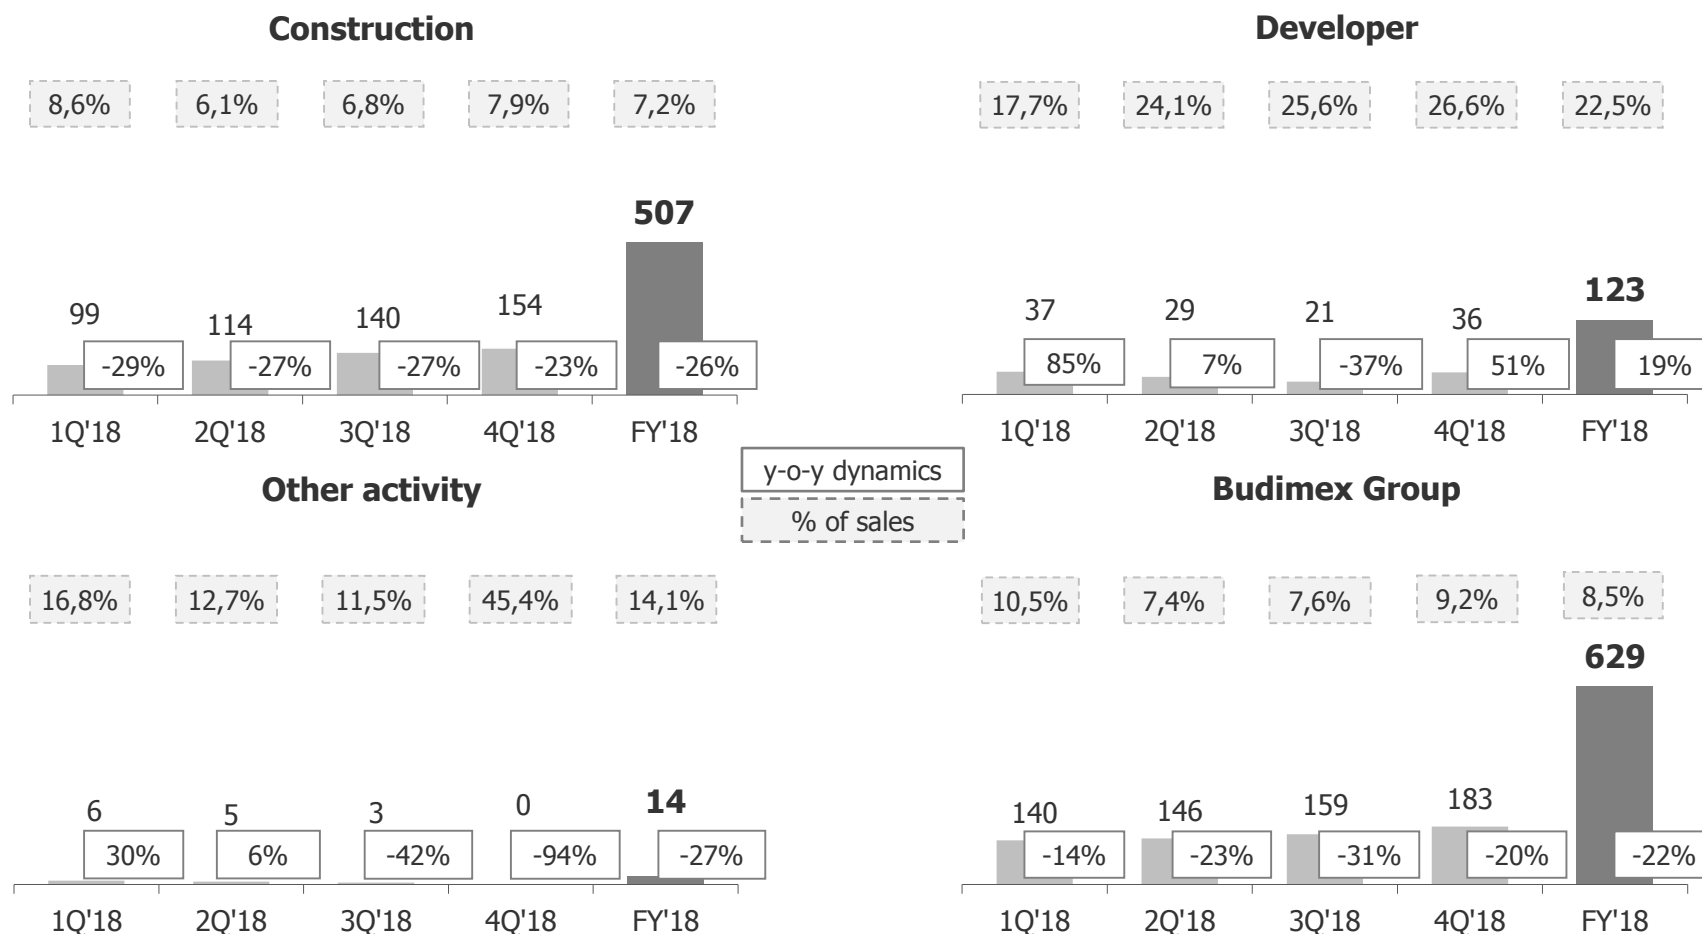 Construction
8,6% 6,1% 6,8% 7,9% 7,2%
507
99 114 140 154
-29% -27% -27% -23% -26%
1Q'18 2Q'18 3Q'18 4Q'18 FY'18
Developer
17,7% 24,1% 25,6% 26,6% 22,5%
123
37 29 21 36
85% 7% -37% 51% 19%
1Q'18 2Q'18 3Q'18 4Q'18 FY'18
y-o-y dynamics
% of sales
Other activity
16,8% 12,7% 11,5% 45,4% 14,1%
6 5 3 0 14
30% 6% -42% -94% -27%
1Q'18 2Q'18 3Q'18 4Q'18 FY'18
Budimex Group
10,5% 7,4% 7,6% 9,2% 8,5%
629
140 146 159 183
-14% -23% -31% -20% -22%
1Q'18 2Q'18 3Q'18 4Q'18 FY'18